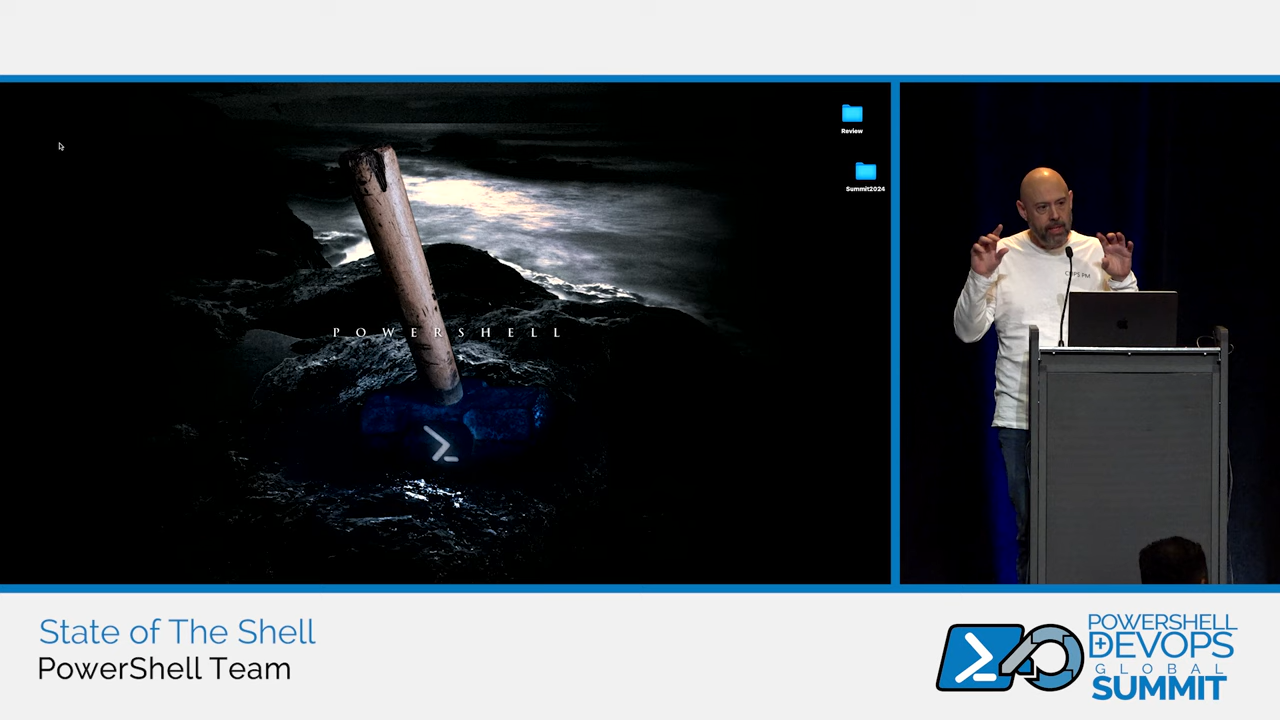 Review
Summit2024
POWERSHELL
State of The Shell
PowerShell Team
POWERSHELL
+DEVOPS
GLOBAL
SUMMIT